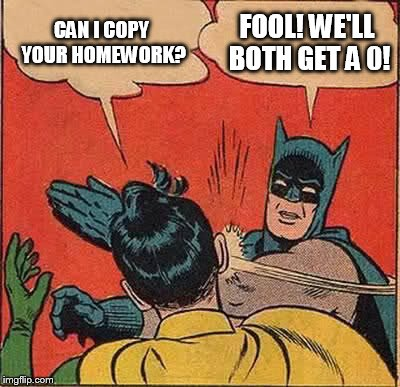 CAN I COPY
YOUR HOMEWORK?
FOOL! WE'LL
BOTH GET A 0!
imgflip.com